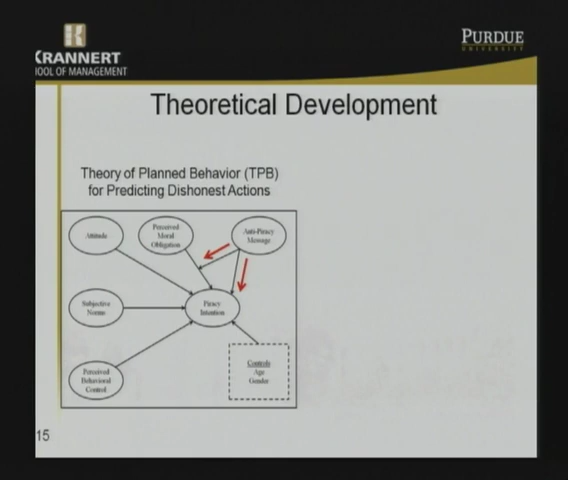 KRANNERT
OOL OF MANAGEMENT
PURDUE
UNIVERSITY
Theoretical Development
Theory of Planned Behavior (TPB)
for Predicting Dishonest Actions
Attitude
Perceived
Moral
Obligation
Anti-Piracy
Message
Subjective
Norms
Piracy
Intention
Perceived
Behavioral
Control
Controls
Age
Gender
15